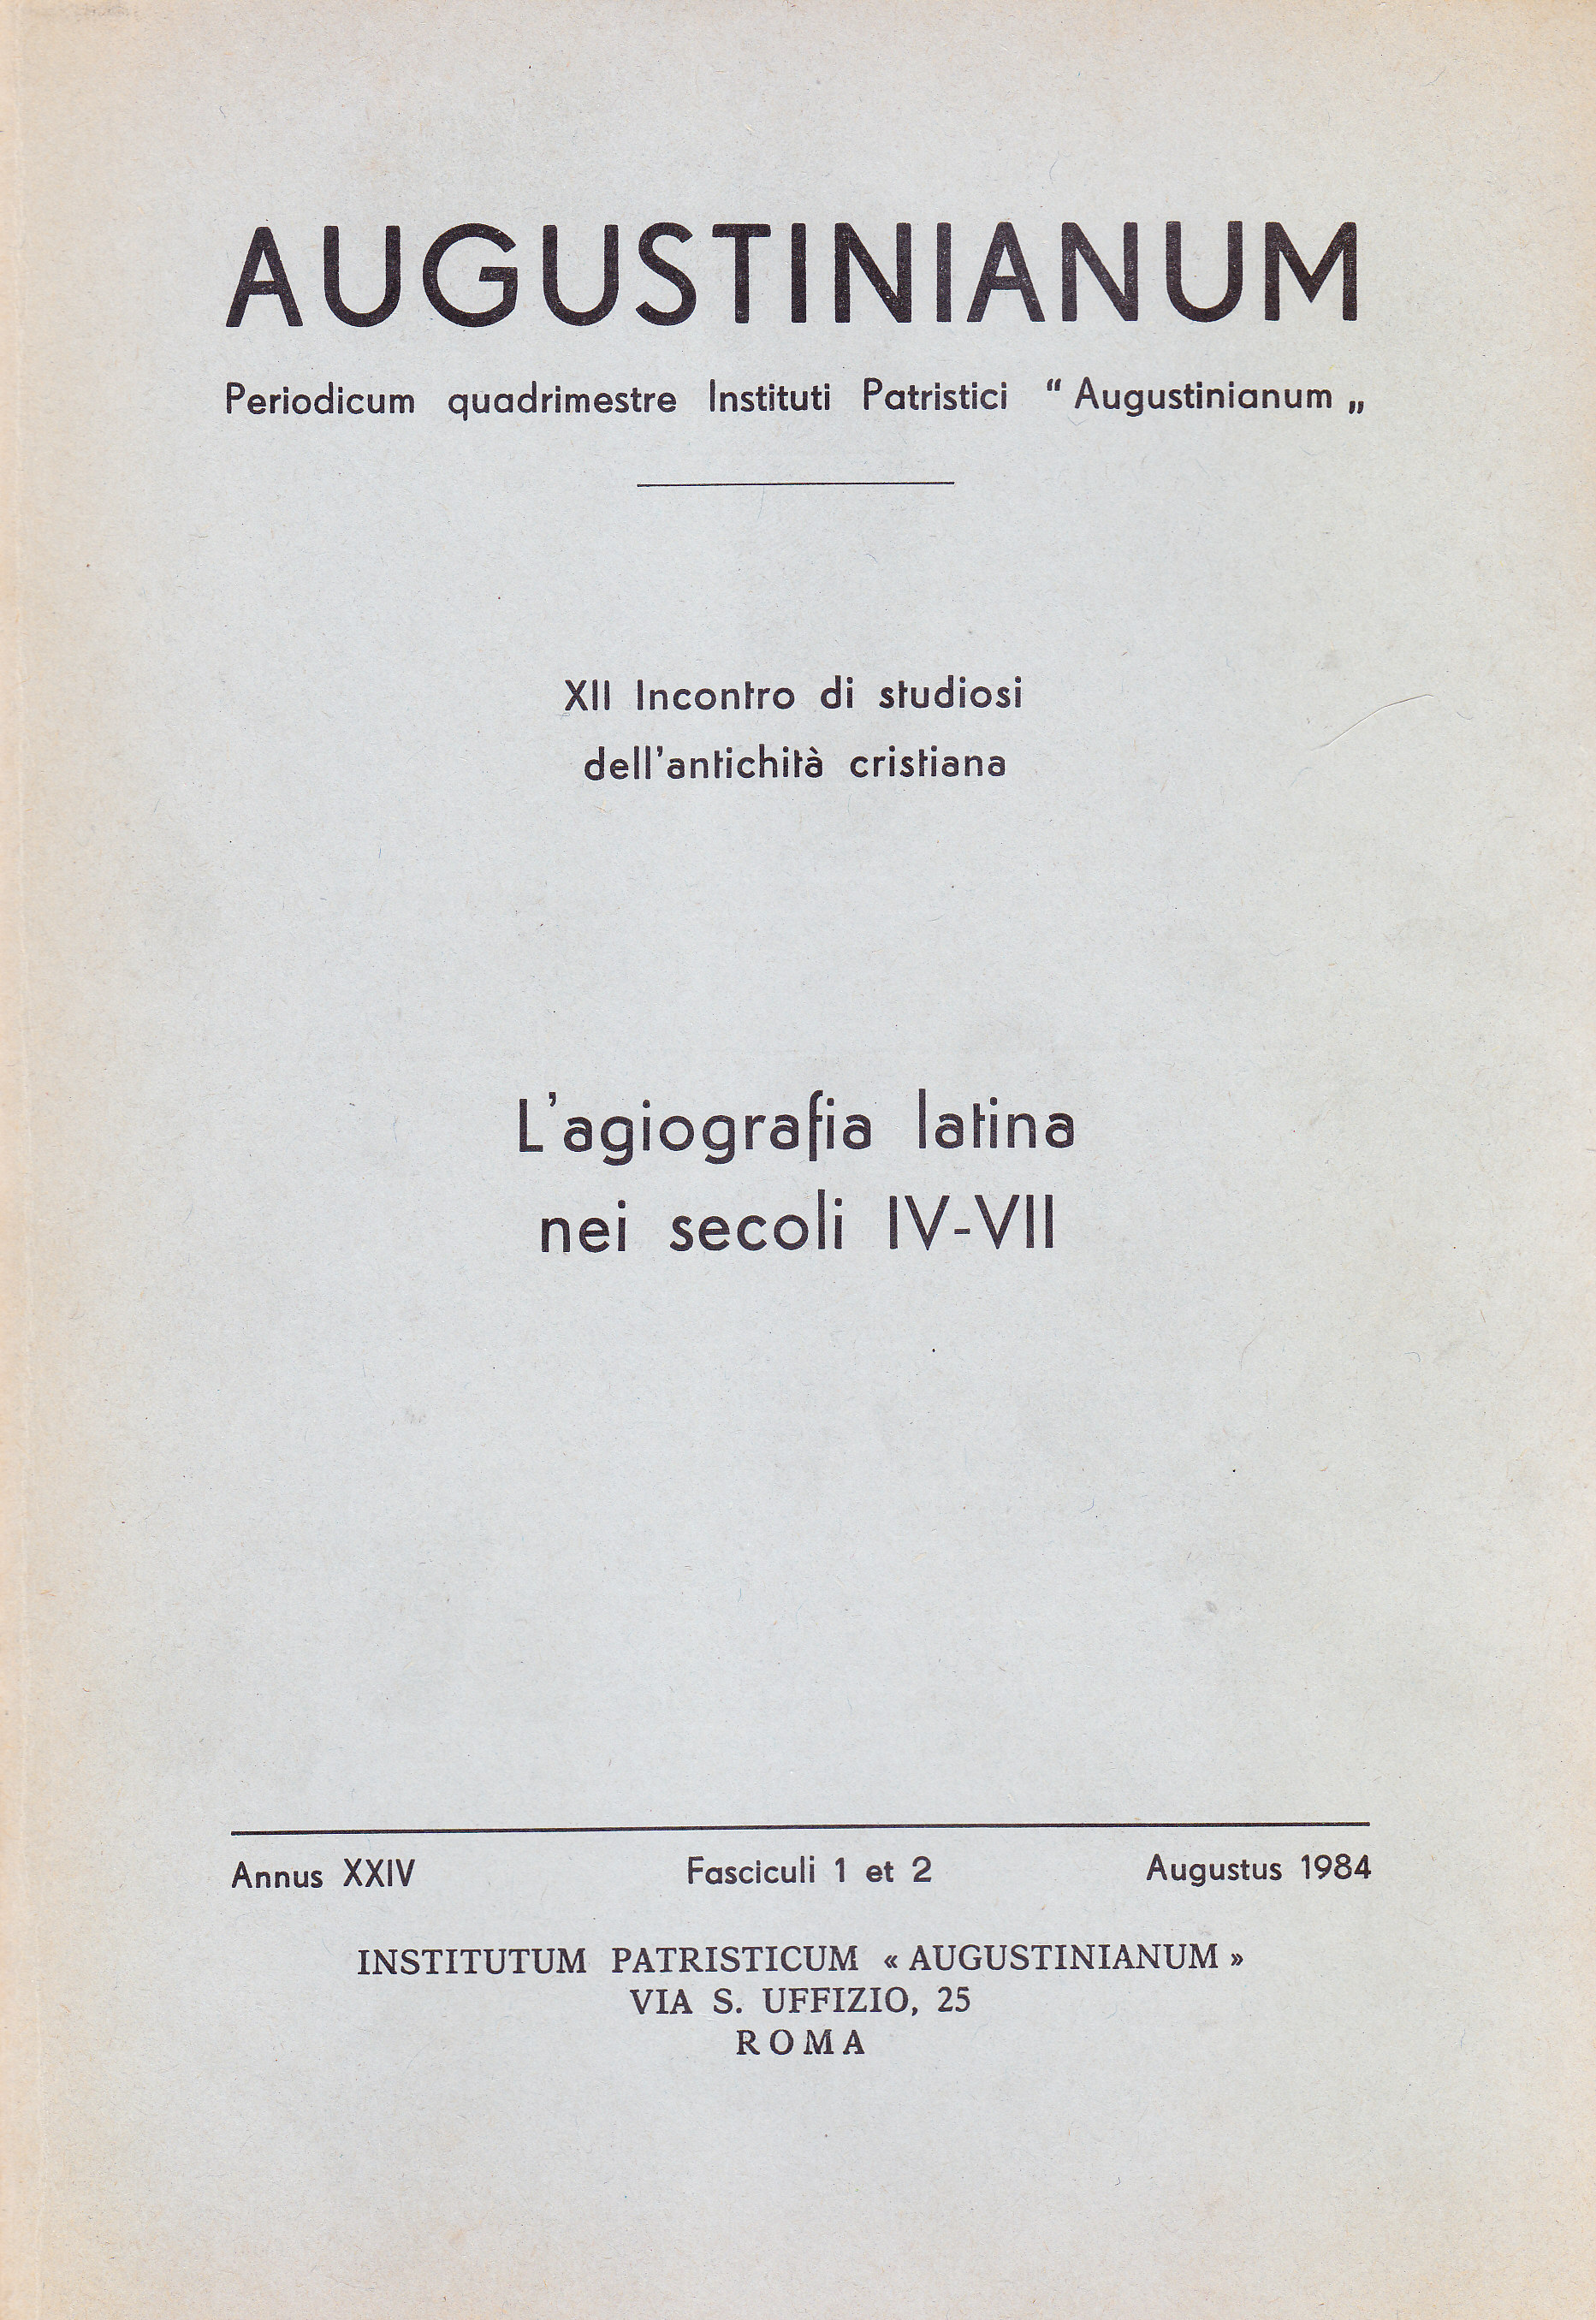 AUGUSTINIANUM
Periodicum quadrimestre Instituti Patristici “ Augustinianum „
XII Incontro di studiosi
dell'antichità cristiana
L'agiografia latina
nei secoli IV-VII
Annus XXIV Fasciculi 1 et 2 Augustus 1984
INSTITUTUM PATRISTICUM « AUGUSTINIANUM »
VIA S. UFFIZIO, 25
ROMA